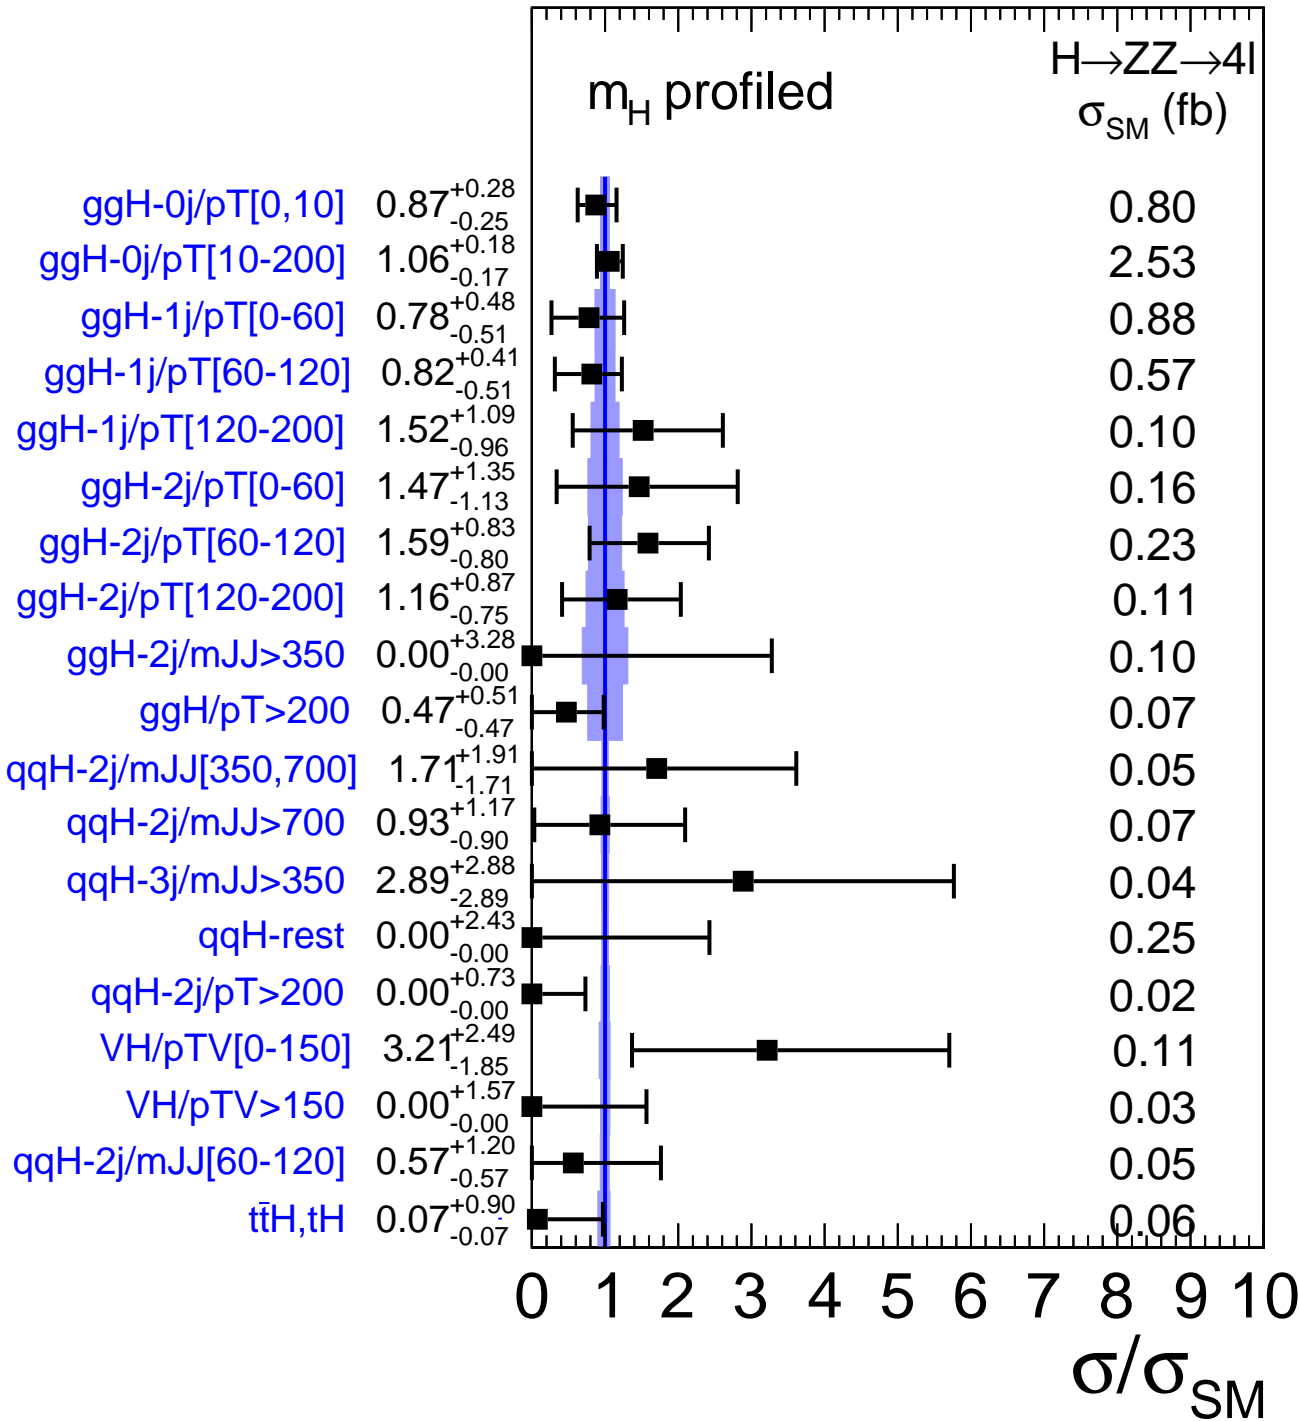 H→ZZ→4l
m_H profiled
σ_SM (fb)
ggH-0j/pT[0,10] 0.87 +0.28 -0.25 0.80
ggH-0j/pT[10-200] 1.06 +0.18 -0.17 2.53
ggH-1j/pT[0-60] 0.78 +0.48 -0.51 0.88
ggH-1j/pT[60-120] 0.82 +0.41 -0.51 0.57
ggH-1j/pT[120-200] 1.52 +1.09 -0.96 0.10
ggH-2j/pT[0-60] 1.47 +1.35 -1.13 0.16
ggH-2j/pT[60-120] 1.59 +0.83 -0.80 0.23
ggH-2j/pT[120-200] 1.16 +0.87 -0.75 0.11
ggH-2j/mJJ>350 0.00 +3.28 -0.00 0.10
ggH/pT>200 0.47 +0.51 -0.47 0.07
qqH-2j/mJJ[350,700] 1.71 +1.91 -1.71 0.05
qqH-2j/mJJ>700 0.93 +1.17 -0.90 0.07
qqH-3j/mJJ>350 2.89 +2.88 -2.89 0.04
qqH-rest 0.00 +2.43 -0.00 0.25
qqH-2j/pT>200 0.00 +0.73 -0.00 0.02
VH/pTV[0-150] 3.21 +2.49 -1.85 0.11
VH/pTV>150 0.00 +1.57 -0.00 0.03
qqH-2j/mJJ[60-120] 0.57 +1.20 -0.57 0.05
tt̄H,tH 0.07 +0.90 -0.07 0.06
0 1 2 3 4 5 6 7 8 9 10
σ/σ_SM